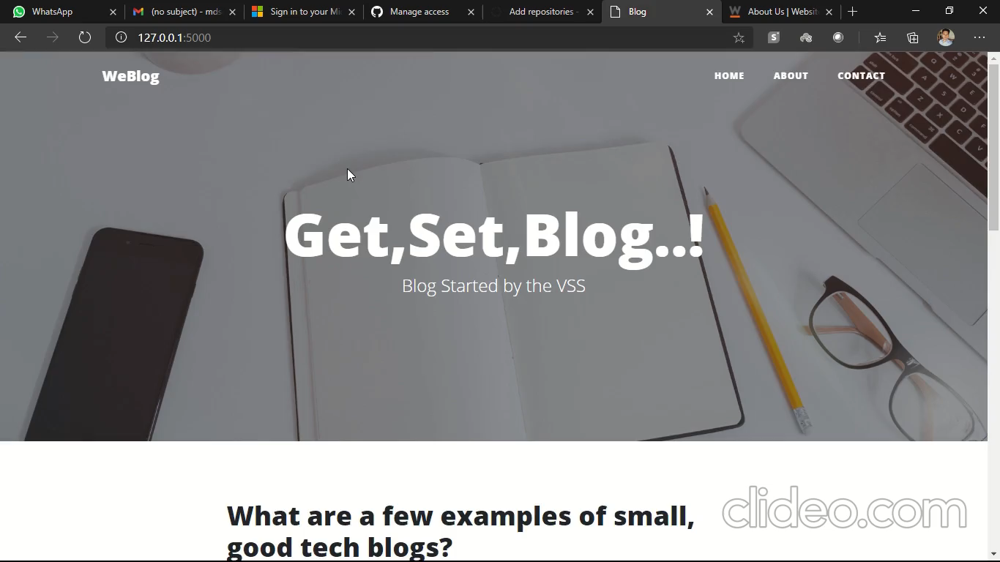 WhatsApp
(no subject) - mds
Sign in to your Mi
Manage access
Add repositories -
Blog
About Us | Websit
127.0.0.1:5000
WeBlog
HOME
ABOUT
CONTACT
Get,Set,Blog..!
Blog Started by the VSS
What are a few examples of small,
good tech blogs?
clideo.com